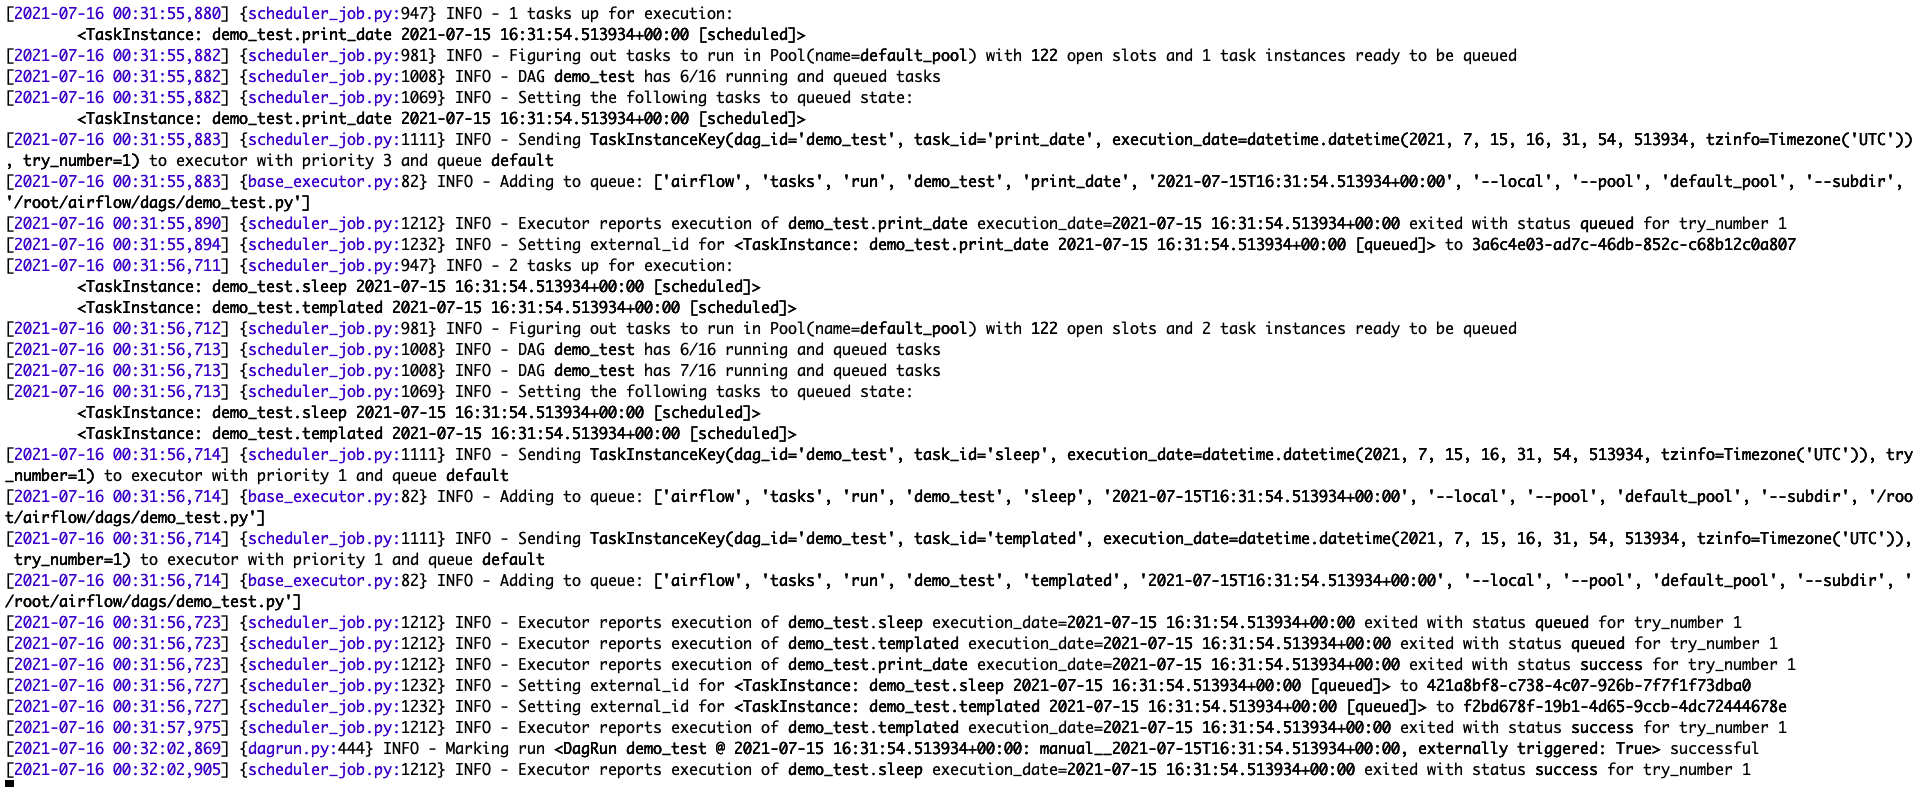 [2021-07-16 00:31:55,880] {scheduler_job.py:947} INFO - 1 tasks up for execution:
        <TaskInstance: demo_test.print_date 2021-07-15 16:31:54.513934+00:00 [scheduled]>
[2021-07-16 00:31:55,882] {scheduler_job.py:981} INFO - Figuring out tasks to run in Pool(name=default_pool) with 122 open slots and 1 task instances ready to be queued
[2021-07-16 00:31:55,882] {scheduler_job.py:1008} INFO - DAG demo_test has 6/16 running and queued tasks
[2021-07-16 00:31:55,882] {scheduler_job.py:1069} INFO - Setting the following tasks to queued state:
        <TaskInstance: demo_test.print_date 2021-07-15 16:31:54.513934+00:00 [scheduled]>
[2021-07-16 00:31:55,883] {scheduler_job.py:1111} INFO - Sending TaskInstanceKey(dag_id='demo_test', task_id='print_date', execution_date=datetime.datetime(2021, 7, 15, 16, 31, 54, 513934, tzinfo=Timezone('UTC'))
, try_number=1) to executor with priority 3 and queue default
[2021-07-16 00:31:55,883] {base_executor.py:82} INFO - Adding to queue: ['airflow', 'tasks', 'run', 'demo_test', 'print_date', '2021-07-15T16:31:54.513934+00:00', '--local', '--pool', 'default_pool', '--subdir',
'/root/airflow/dags/demo_test.py']
[2021-07-16 00:31:55,890] {scheduler_job.py:1212} INFO - Executor reports execution of demo_test.print_date execution_date=2021-07-15 16:31:54.513934+00:00 exited with status queued for try_number 1
[2021-07-16 00:31:55,894] {scheduler_job.py:1232} INFO - Setting external_id for <TaskInstance: demo_test.print_date 2021-07-15 16:31:54.513934+00:00 [queued]> to 3a6c4e03-ad7c-46db-852c-c68b12c0a807
[2021-07-16 00:31:56,711] {scheduler_job.py:947} INFO - 2 tasks up for execution:
        <TaskInstance: demo_test.sleep 2021-07-15 16:31:54.513934+00:00 [scheduled]>
        <TaskInstance: demo_test.templated 2021-07-15 16:31:54.513934+00:00 [scheduled]>
[2021-07-16 00:31:56,712] {scheduler_job.py:981} INFO - Figuring out tasks to run in Pool(name=default_pool) with 122 open slots and 2 task instances ready to be queued
[2021-07-16 00:31:56,713] {scheduler_job.py:1008} INFO - DAG demo_test has 6/16 running and queued tasks
[2021-07-16 00:31:56,713] {scheduler_job.py:1008} INFO - DAG demo_test has 7/16 running and queued tasks
[2021-07-16 00:31:56,713] {scheduler_job.py:1069} INFO - Setting the following tasks to queued state:
        <TaskInstance: demo_test.sleep 2021-07-15 16:31:54.513934+00:00 [scheduled]>
        <TaskInstance: demo_test.templated 2021-07-15 16:31:54.513934+00:00 [scheduled]>
[2021-07-16 00:31:56,714] {scheduler_job.py:1111} INFO - Sending TaskInstanceKey(dag_id='demo_test', task_id='sleep', execution_date=datetime.datetime(2021, 7, 15, 16, 31, 54, 513934, tzinfo=Timezone('UTC')), try
_number=1) to executor with priority 1 and queue default
[2021-07-16 00:31:56,714] {base_executor.py:82} INFO - Adding to queue: ['airflow', 'tasks', 'run', 'demo_test', 'sleep', '2021-07-15T16:31:54.513934+00:00', '--local', '--pool', 'default_pool', '--subdir', '/roo
t/airflow/dags/demo_test.py']
[2021-07-16 00:31:56,714] {scheduler_job.py:1111} INFO - Sending TaskInstanceKey(dag_id='demo_test', task_id='templated', execution_date=datetime.datetime(2021, 7, 15, 16, 31, 54, 513934, tzinfo=Timezone('UTC')),
 try_number=1) to executor with priority 1 and queue default
[2021-07-16 00:31:56,714] {base_executor.py:82} INFO - Adding to queue: ['airflow', 'tasks', 'run', 'demo_test', 'templated', '2021-07-15T16:31:54.513934+00:00', '--local', '--pool', 'default_pool', '--subdir', '
/root/airflow/dags/demo_test.py']
[2021-07-16 00:31:56,723] {scheduler_job.py:1212} INFO - Executor reports execution of demo_test.sleep execution_date=2021-07-15 16:31:54.513934+00:00 exited with status queued for try_number 1
[2021-07-16 00:31:56,723] {scheduler_job.py:1212} INFO - Executor reports execution of demo_test.templated execution_date=2021-07-15 16:31:54.513934+00:00 exited with status queued for try_number 1
[2021-07-16 00:31:56,723] {scheduler_job.py:1212} INFO - Executor reports execution of demo_test.print_date execution_date=2021-07-15 16:31:54.513934+00:00 exited with status success for try_number 1
[2021-07-16 00:31:56,727] {scheduler_job.py:1232} INFO - Setting external_id for <TaskInstance: demo_test.sleep 2021-07-15 16:31:54.513934+00:00 [queued]> to 421a8bf8-c738-4c07-926b-7f7f1f73dba0
[2021-07-16 00:31:56,727] {scheduler_job.py:1232} INFO - Setting external_id for <TaskInstance: demo_test.templated 2021-07-15 16:31:54.513934+00:00 [queued]> to f2bd678f-19b1-4d65-9ccb-4dc72444678e
[2021-07-16 00:31:57,975] {scheduler_job.py:1212} INFO - Executor reports execution of demo_test.templated execution_date=2021-07-15 16:31:54.513934+00:00 exited with status success for try_number 1
[2021-07-16 00:32:02,869] {dagrun.py:444} INFO - Marking run <DagRun demo_test @ 2021-07-15 16:31:54.513934+00:00: manual__2021-07-15T16:31:54.513934+00:00, externally triggered: True> successful
[2021-07-16 00:32:02,905] {scheduler_job.py:1212} INFO - Executor reports execution of demo_test.sleep execution_date=2021-07-15 16:31:54.513934+00:00 exited with status success for try_number 1